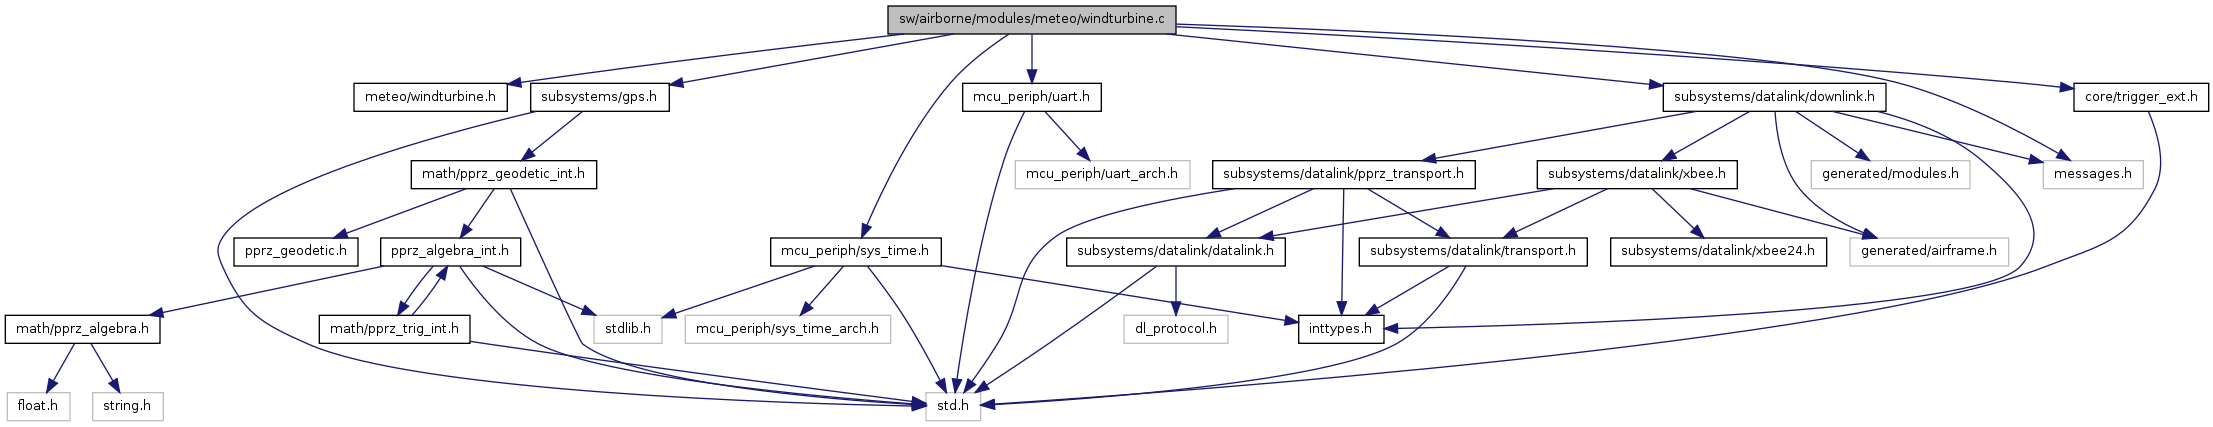 sw/airborne/modules/meteo/windturbine.c
meteo/windturbine.h
subsystems/gps.h
mcu_periph/uart.h
subsystems/datalink/downlink.h
core/trigger_ext.h
math/pprz_geodetic_int.h
mcu_periph/uart_arch.h
subsystems/datalink/pprz_transport.h
subsystems/datalink/xbee.h
generated/modules.h
messages.h
pprz_geodetic.h
pprz_algebra_int.h
mcu_periph/sys_time.h
subsystems/datalink/datalink.h
subsystems/datalink/transport.h
subsystems/datalink/xbee24.h
generated/airframe.h
math/pprz_algebra.h
math/pprz_trig_int.h
stdlib.h
mcu_periph/sys_time_arch.h
dl_protocol.h
inttypes.h
float.h
string.h
std.h